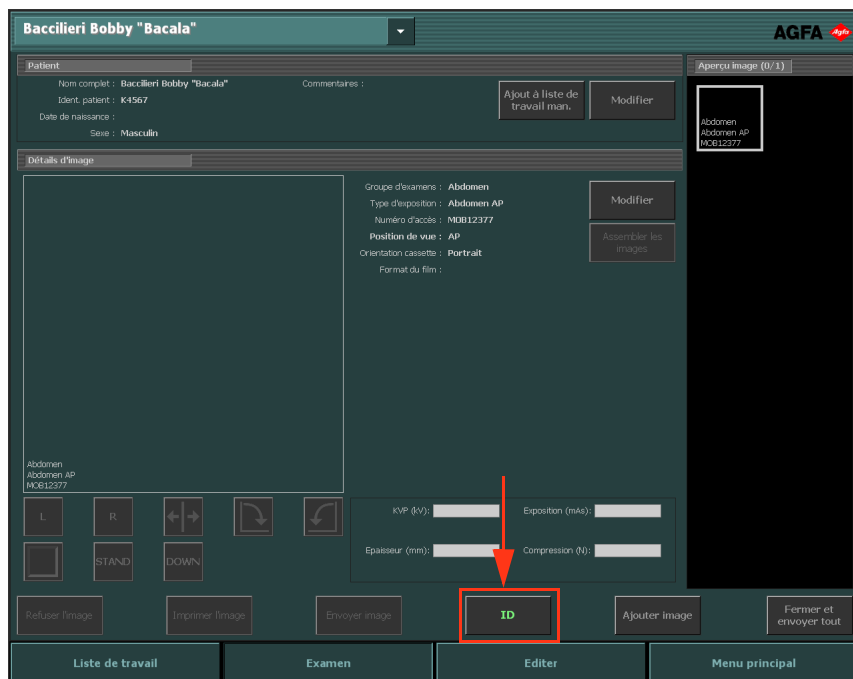 Baccilieri Bobby "Bacala"
AGFA Agfa
Patient
Nom complet : Baccilieri Bobby "Bacala"
Commentaires :
Ident. patient : K4567
Date de naissance :
Sexe : Masculin
Ajout à liste de
travail man.
Modifier
Aperçu image (0/1)
Abdomen
Abdomen AP
MOB12377
Détails d'image
Abdomen
Abdomen AP
MOB12377
Groupe d'examens : Abdomen
Type d'exposition : Abdomen AP
Numéro d'accès : MOB12377
Position de vue : AP
Orientation cassette : Portrait
Format du film :
Modifier
Assembler les
images
L
R
STAND
DOWN
KVP (kV):
Exposition (mAs):
Epaisseur (mm):
Compression (N):
Refuser l'image
Imprimer l'image
Envoyer image
ID
Ajouter image
Fermer et
envoyer tout
Liste de travail
Examen
Editer
Menu principal